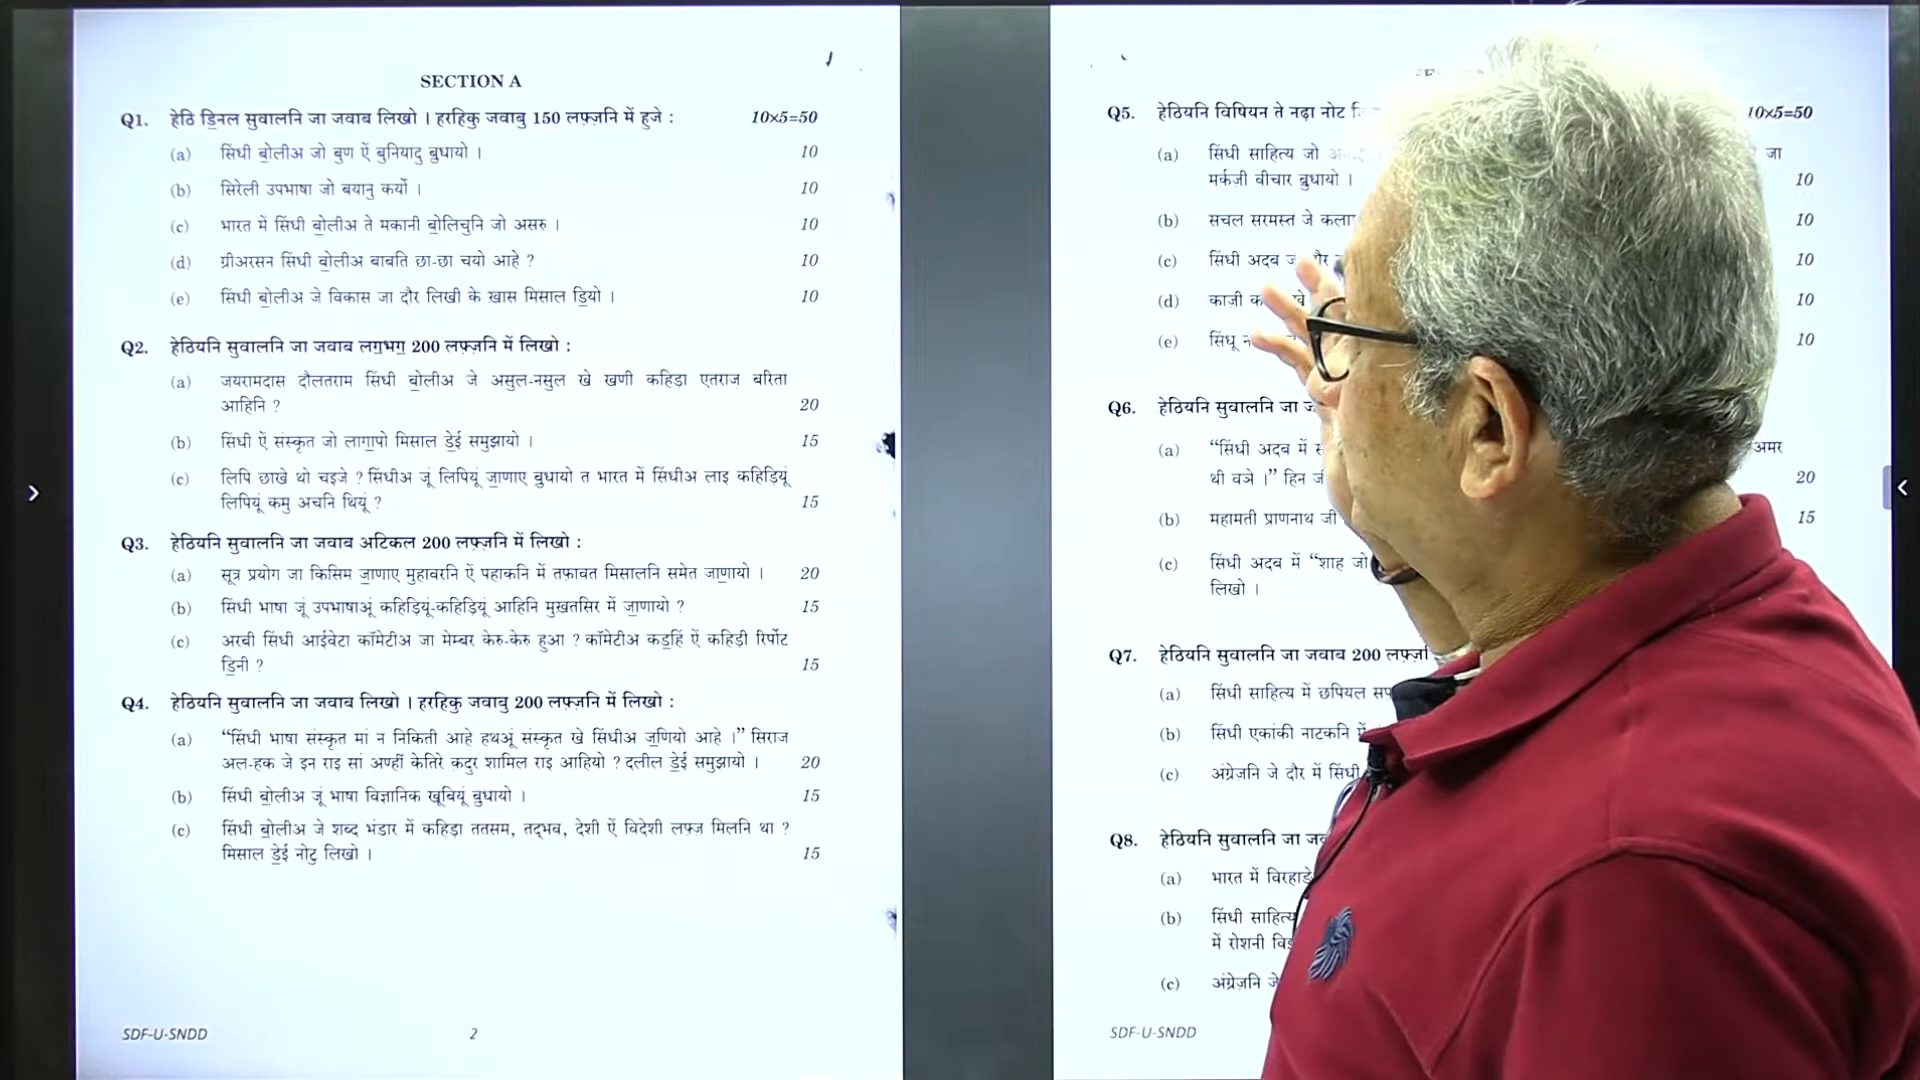 SECTION A
Q1. हेठि ड॒िनल सुवालनि जा जवाब लिखो । हरहिकु जवाबु 150 लफ़्ज़नि में हुजे : 10×5=50
(a) सिंधी ब॒ोलीअ जो बुण ऐं बुनियादु बुधायो । 10
(b) सिरेली उपभाषा जो बयानु कर्यो । 10
(c) भारत में सिंधी ब॒ोलीअ ते मकानी ब॒ोलियुनि जो असरु । 10
(d) ग्रीअरसन सिंधी ब॒ोलीअ बाबति छा-छा चयो आहे ? 10
(e) सिंधी ब॒ोलीअ जे विकास जा दौर लिखी के ख़ास मिसाल ड॒ियो । 10
Q2. हेठियनि सुवालनि जा जवाब लग॒भग॒ 200 लफ़्ज़नि में लिखो :
(a) जयरामदास दौलतराम सिंधी ब॒ोलीअ जे असुल-नसुल खे खणी कहिड़ा एतराज बरिता
आहिनि ? 20
(b) सिंधी ऐं संस्कृत जो लाग॒ापो मिसाल ड॒ेई समुझायो । 15
(c) लिपि छाखे थो चइजे ? सिंधीअ जूं लिपियूं ज॒ाणाए बुधायो त भारत में सिंधीअ लाइ कहिड़ियूं
लिपियूं कमु अचनि थियूं ? 15
Q3. हेठियनि सुवालनि जा जवाब अटिकल 200 लफ़्ज़नि में लिखो :
(a) सूत्र प्रयोग जा किसिम ज॒ाणाए मुहावरनि ऐं पहाकनि में तफ़ावत मिसालनि समेत जाण॒ायो । 20
(b) सिंधी भाषा जूं उपभाषाऊं कहिड़ियूं-कहिड़ियूं आहिनि मुख़तसिर में ज॒ाणायो ? 15
(c) अरबी सिंधी आईवेटा कॉमेटीअ जा मेम्बर केरु-केरु हुआ ? कॉमेटीअ कड॒हिं ऐं कहिड़ी रिर्पोट
ड॒िनी ? 15
Q4. हेठियनि सुवालनि जा जवाब लिखो । हरहिकु जवाबु 200 लफ़्ज़नि में लिखो :
(a) “सिंधी भाषा संस्कृत मां न निकिती आहे हथऊं संस्कृत खे सिंधीअ ज॒णियो आहे ।” सिराज
अल-हक जे इन राइ सां अण्हीं केतिरे क़दुर शामिल राइ आहियो ? दलील ड॒ेई समुझायो । 20
(b) सिंधी ब॒ोलीअ जूं भाषा विज्ञानिक खूबियूं बुधायो । 15
(c) सिंधी ब॒ोलीअ जे शब्द भंडार में कहिड़ा ततसम, तद्भव, देशी ऐं विदेशी लफ़्ज मिलनि था ?
मिसाल ड॒ेई नोटु लिखो । 15
SDF-U-SNDD 2
Q5. हेठियनि विषियन ते नढ़ा नोट 10×5=50
(a) सिंधी साहित्य जो जा
मर्कज़ी वीचार ब॒ुधायो । 10
(b) सचल सरमस्त जे 10
(c) सिंधी अदब 10
(d) काजी 10
(e) सिंधू 10
Q6. हेठियनि सुवालनि जा
(a) “सिंधी अदब में अमर
थी वञे ।” हिन 20
(b) महामती प्राणनाथ जी 15
(c) सिंधी अदब में “शाह जो
लिखो ।
Q7. हेठियनि सुवालनि जा जवाब 200
(a) सिंधी साहित्य में छपियल
(b) सिंधी एकांकी नाटकनि में
(c) अंग्रेज़नि जे दौर में सिंधी
Q8. हेठियनि सुवालनि जा
(a) भारत में
(b) सिंधी साहित्य
में रोशनी
(c) अंग्रेज़नि जे
SDF-U-SNDD